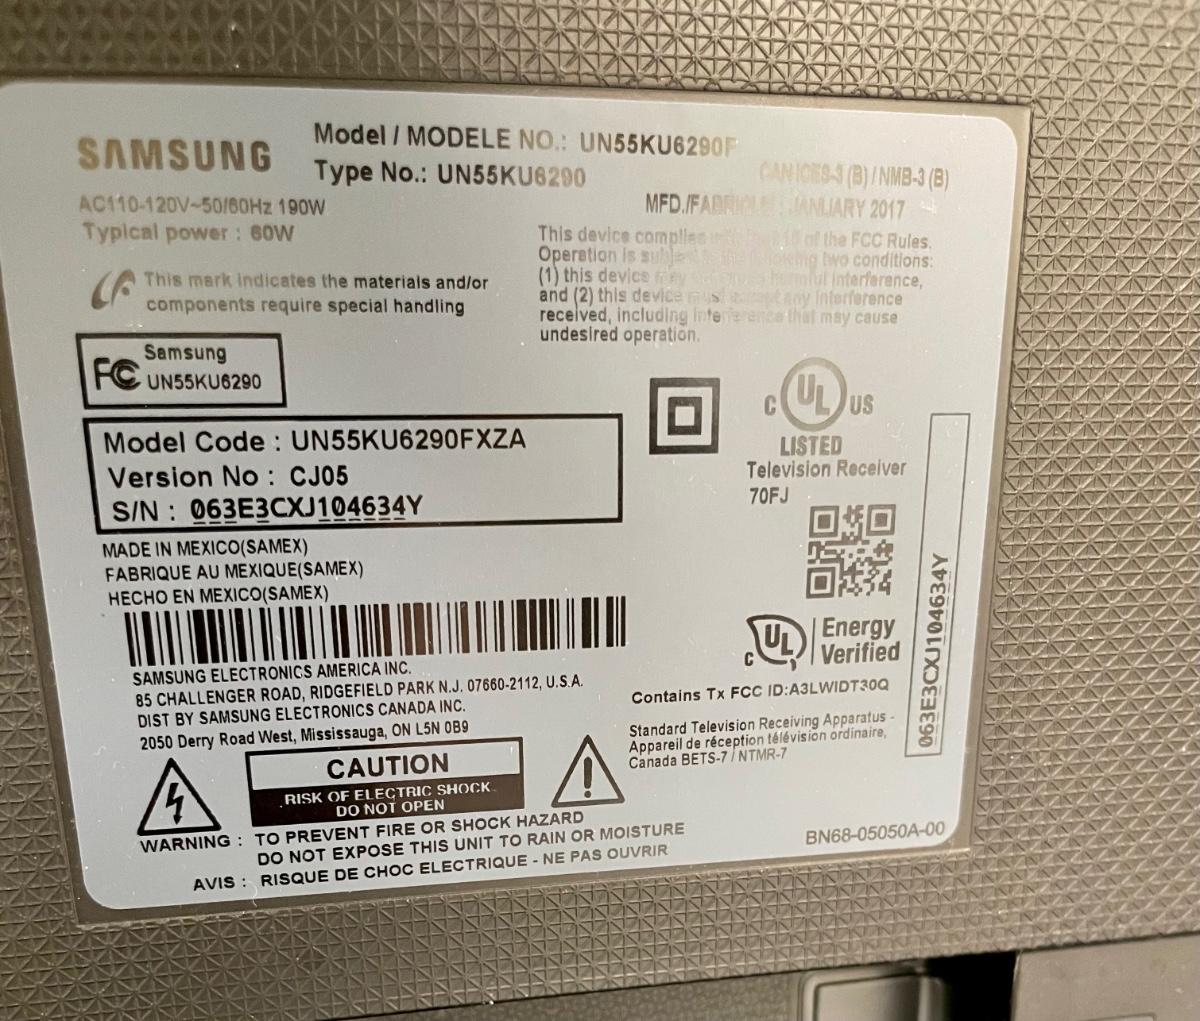 SAMSUNG
Model / MODELE NO.: UN55KU6290F
Type No.: UN55KU6290
CAN ICES-3 (B) / NMB-3 (B)
AC110-120V~50/60Hz 190W
MFD./FABRIQUÉ : JANUARY 2017
Typical power : 60W
This device complies with Part 15 of the FCC Rules.
Operation is subject to the following two conditions:
(1) this device may not cause harmful interference,
and (2) this device must accept any interference
received, including interference that may cause
undesired operation.
This mark indicates the materials and/or
components require special handling
FC Samsung
UN55KU6290
Model Code : UN55KU6290FXZA
Version No : CJ05
S/N : 063E3CXJ104634Y
C UL US
LISTED
Television Receiver
70FJ
MADE IN MEXICO(SAMEX)
FABRIQUE AU MEXIQUE(SAMEX)
HECHO EN MEXICO(SAMEX)
C UL Energy
Verified
063E3CXJ104634Y
SAMSUNG ELECTRONICS AMERICA INC.
85 CHALLENGER ROAD, RIDGEFIELD PARK N.J. 07660-2112, U.S.A.
DIST BY SAMSUNG ELECTRONICS CANADA INC.
2050 Derry Road West, Mississauga, ON L5N 0B9
Contains Tx FCC ID:A3LWIDT30Q
Standard Television Receiving Apparatus -
Appareil de réception télévision ordinaire,
Canada BETS-7 / NTMR-7
CAUTION
RISK OF ELECTRIC SHOCK
DO NOT OPEN
WARNING : TO PREVENT FIRE OR SHOCK HAZARD
DO NOT EXPOSE THIS UNIT TO RAIN OR MOISTURE
AVIS : RISQUE DE CHOC ELECTRIQUE - NE PAS OUVRIR
BN68-05050A-00